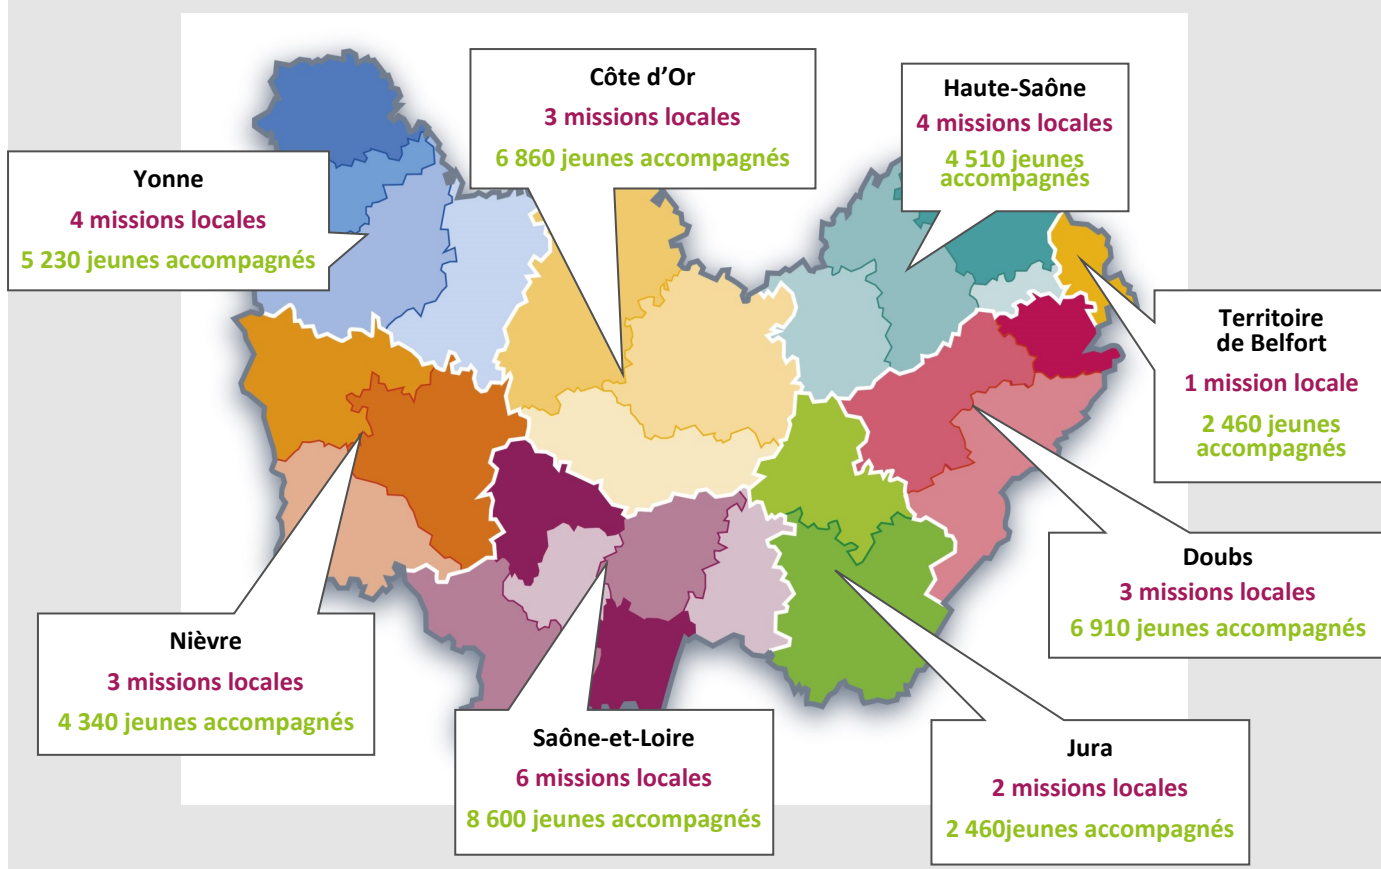 Côte d’Or
3 missions locales
6 860 jeunes accompagnés
Haute-Saône
4 missions locales
4 510 jeunes
accompagnés
Yonne
4 missions locales
5 230 jeunes accompagnés
Territoire
de Belfort
1 mission locale
2 460 jeunes
accompagnés
Doubs
3 missions locales
6 910 jeunes accompagnés
Nièvre
3 missions locales
4 340 jeunes accompagnés
Saône-et-Loire
6 missions locales
8 600 jeunes accompagnés
Jura
2 missions locales
2 460jeunes accompagnés